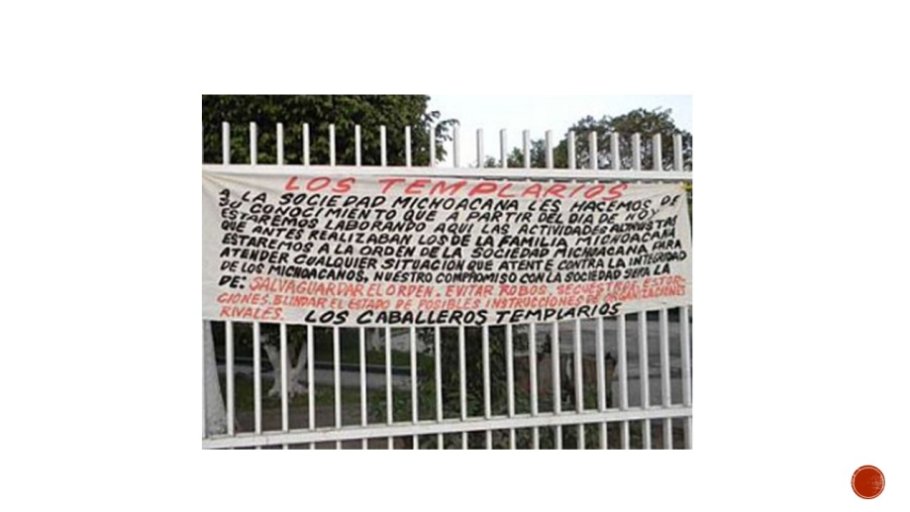 LOS TEMPLARIOS
A LA SOCIEDAD MICHOACANA LES HACEMOS DE
SU CONOCIMIENTO QUE A PARTIR DEL DIA DE HOY
ESTAREMOS LABORANDO AQUI LAS ACTIVIDADES ALTRUISTAS
QUE ANTES REALIZABAN LOS DE LA FAMILIA MICHOACANA
ESTAREMOS A LA ORDEN DE LA SOCIEDAD MICHOACANA PARA
ATENDER CUALQUIER SITUACION QUE ATENTE CONTRA LA INTEGRIDAD
DE LOS MICHOACANOS, NUESTRO COMPROMISO CON LA SOCIEDAD SERA LA
DE: SALVAGUARDAR EL ORDEN. EVITAR ROBOS, SECUESTROS, EXTOR-
CIONES. BLINDAR EL ESTADO DE POSIBLES INSTRUCCIONES DE ORGANIZACIONES
RIVALES. LOS CABALLEROS TEMPLARIOS